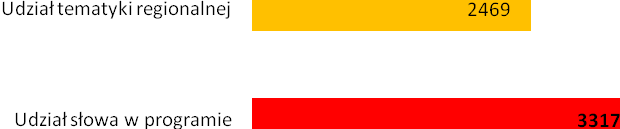 Udział tematyki regionalnej 2469
Udział słowa w programie 3317